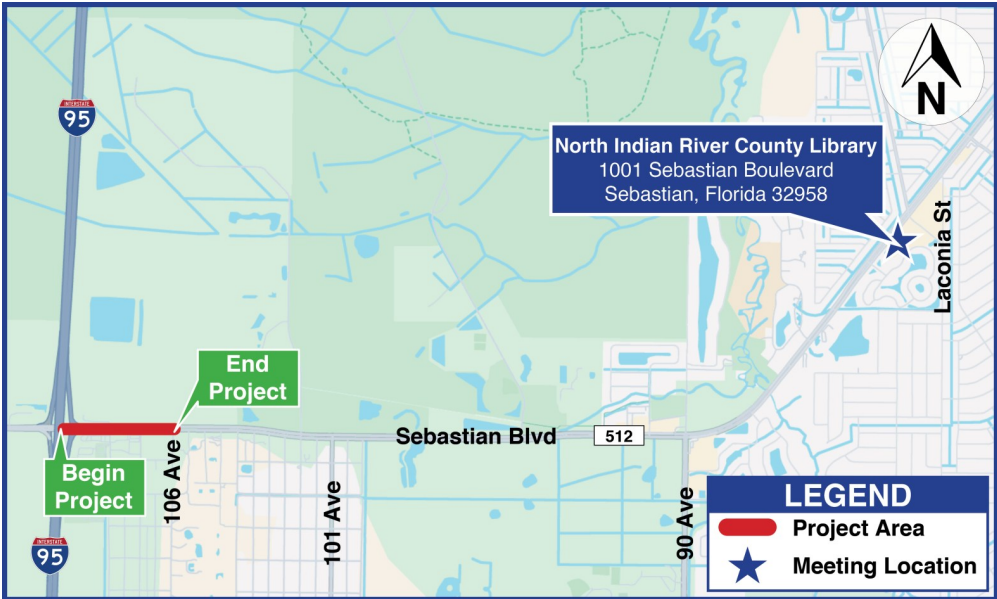 INTERSTATE
95
N
North Indian River County Library
1001 Sebastian Boulevard
Sebastian, Florida 32958
Laconia St
End
Project
Begin
Project
106 Ave
Sebastian Blvd
512
101 Ave
90 Ave
INTERSTATE
95
LEGEND
Project Area
Meeting Location